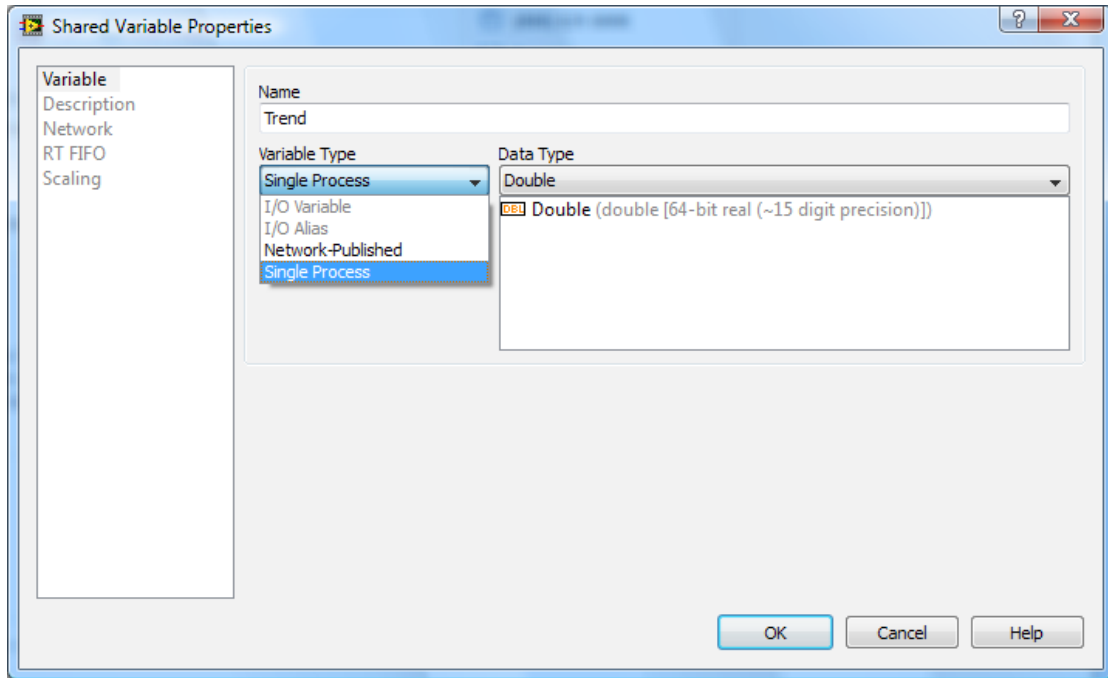 Shared Variable Properties
Variable
Description
Network
RT FIFO
Scaling
Name
Trend
Variable Type
Data Type
Single Process
Double
I/O Variable
I/O Alias
Network-Published
Single Process
DBL Double (double [64-bit real (~15 digit precision)])
OK
Cancel
Help